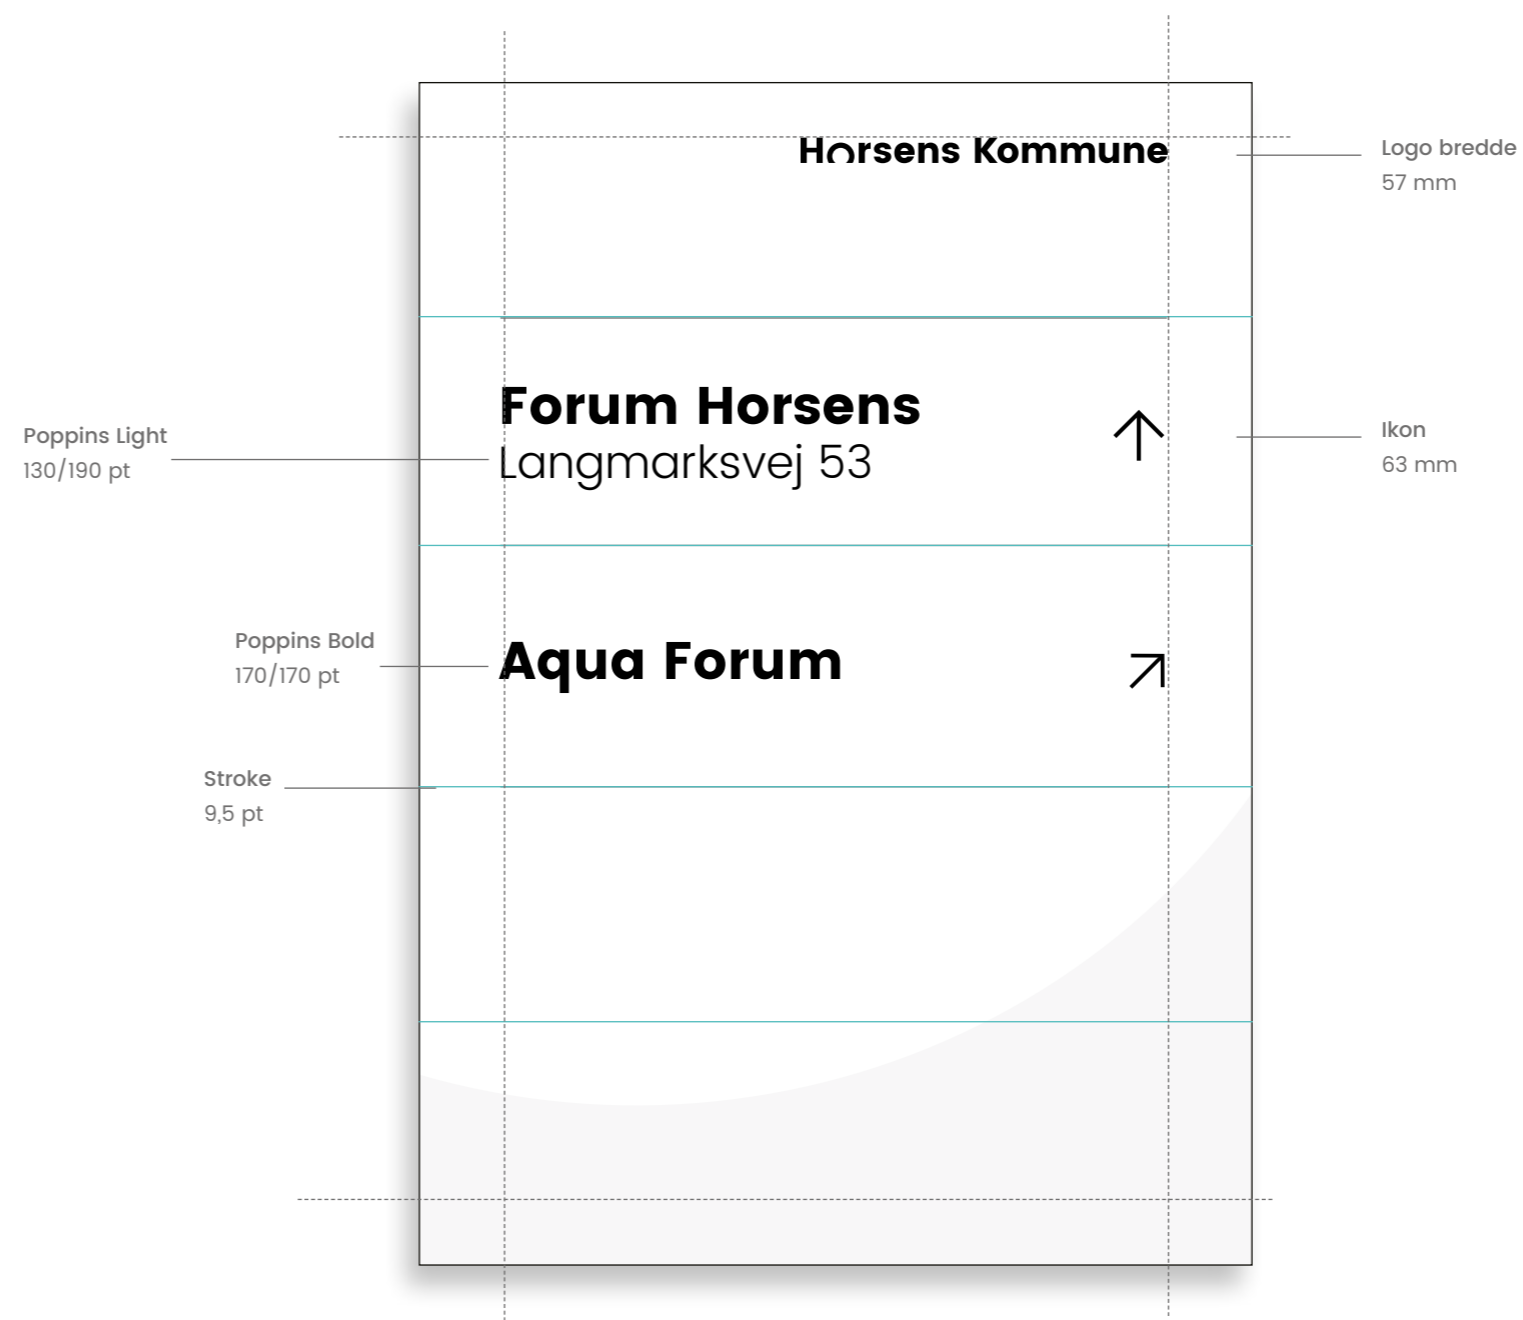 Horsens Kommune
Logo bredde
57 mm
Forum Horsens
Langmarksvej 53
Poppins Light
130/190 pt
Ikon
63 mm
Aqua Forum
Poppins Bold
170/170 pt
Stroke
9,5 pt